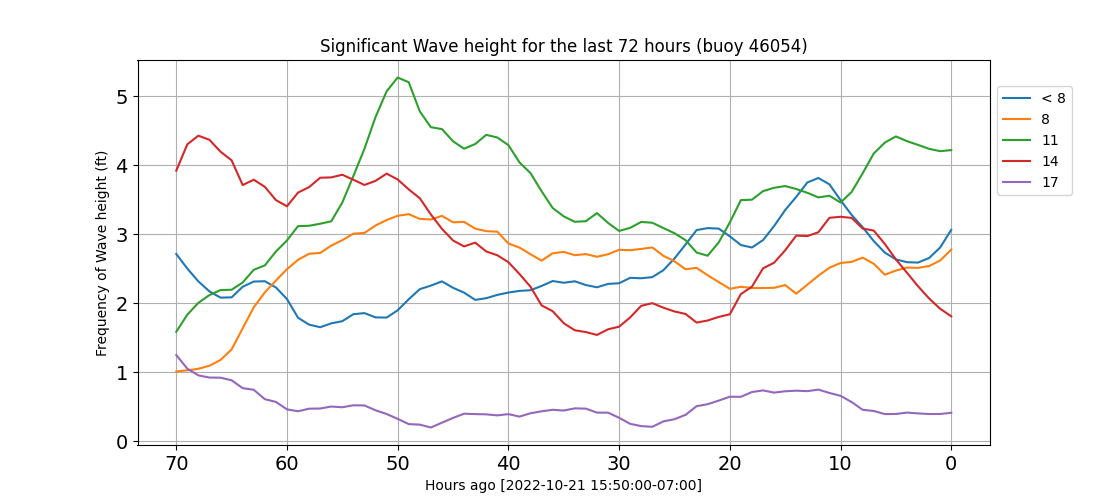 Significant Wave height for the last 72 hours (buoy 46054)
Frequency of Wave height (ft)
5
4
3
2
1
0
70 60 50 40 30 20 10 0
Hours ago [2022-10-21 15:50:00-07:00]
< 8
8
11
14
17